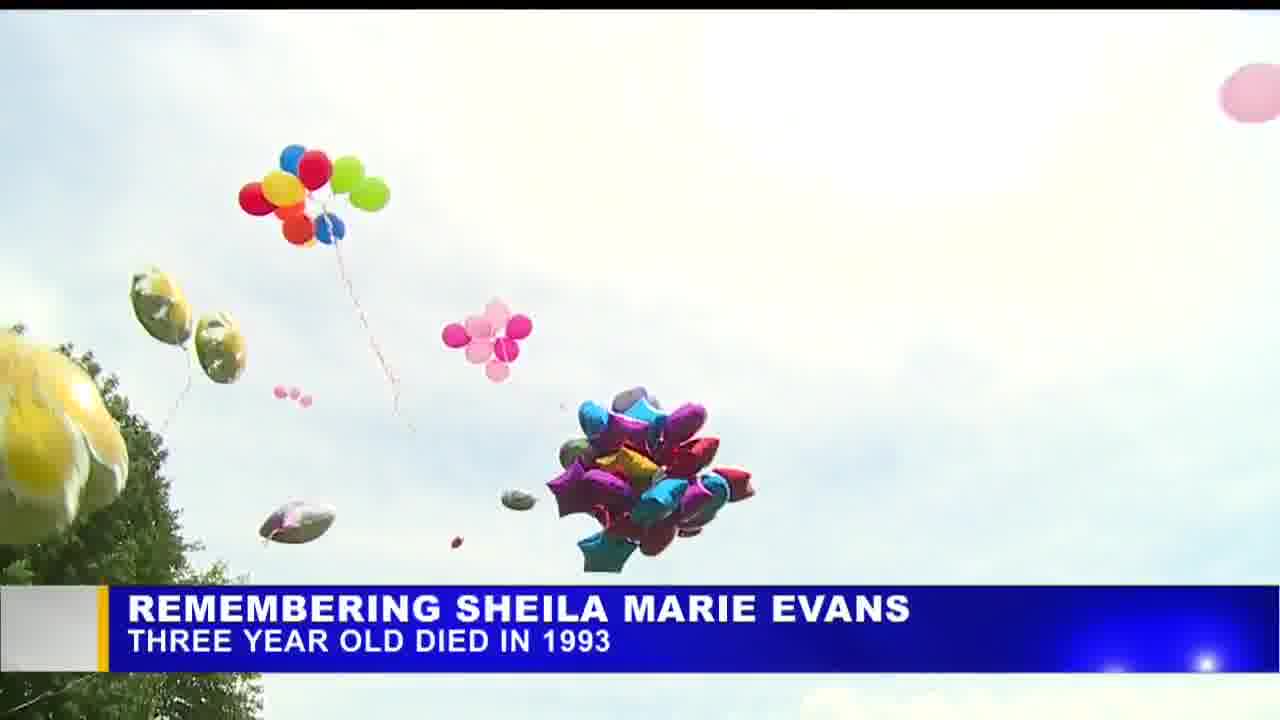 REMEMBERING SHEILA MARIE EVANS
THREE YEAR OLD DIED IN 1993